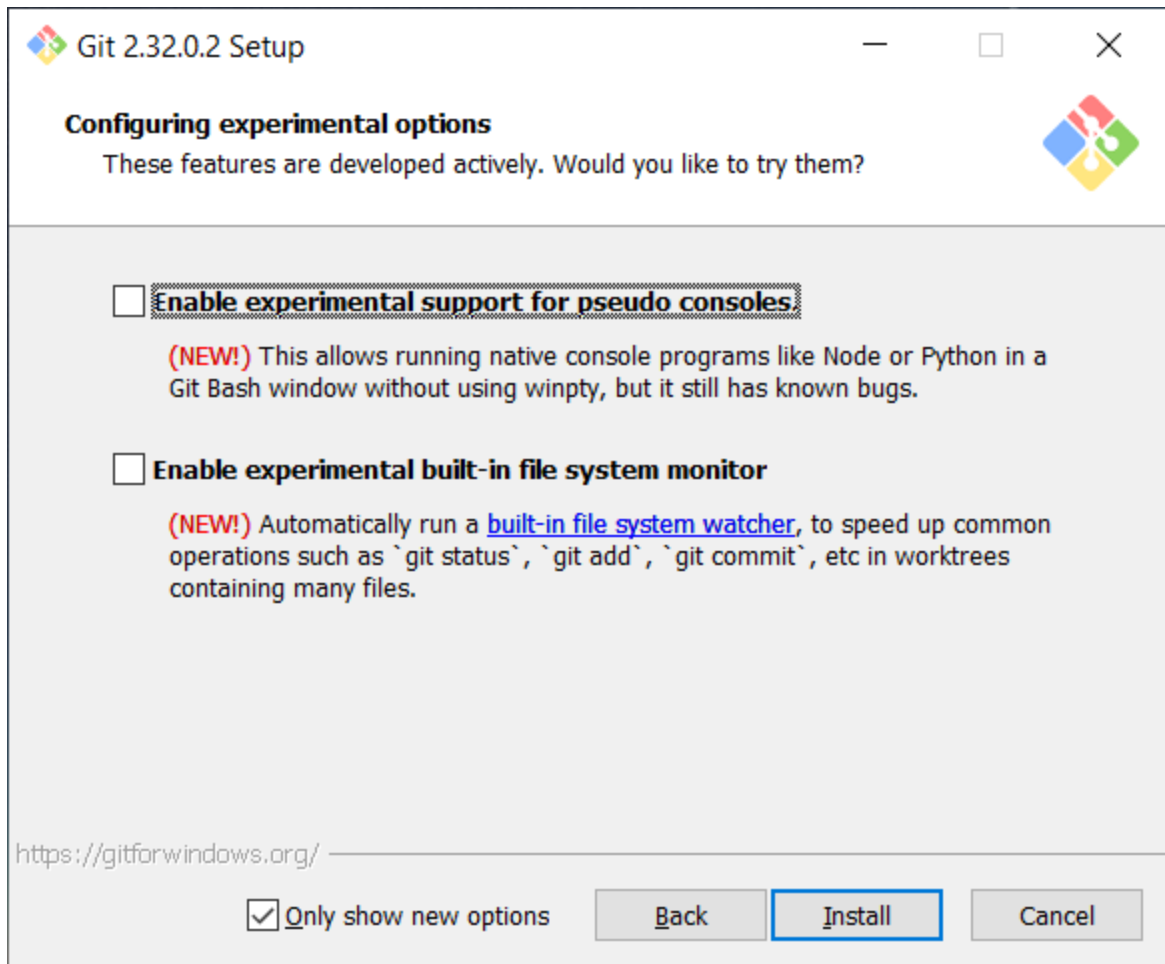 Git 2.32.0.2 Setup
Configuring experimental options
These features are developed actively. Would you like to try them?
Enable experimental support for pseudo consoles.
(NEW!) This allows running native console programs like Node or Python in a
Git Bash window without using winpty, but it still has known bugs.
Enable experimental built-in file system monitor
(NEW!) Automatically run a built-in file system watcher, to speed up common
operations such as `git status`, `git add`, `git commit`, etc in worktrees
containing many files.
https://gitforwindows.org/
Only show new options
Back
Install
Cancel